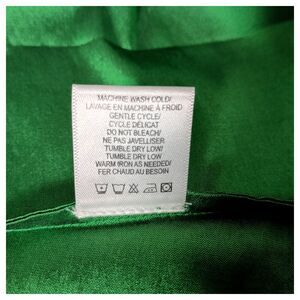 MACHINE WASH COLD/
LAVAGE EN MACHINE À FROID
GENTLE CYCLE/
CYCLE DÉLICAT
DO NOT BLEACH/
NE PAS JAVELLISER
TUMBLE DRY LOW/
TUMBLE DRY LOW/
WARM IRON AS NEEDED/
FER CHAUD AU BESOIN